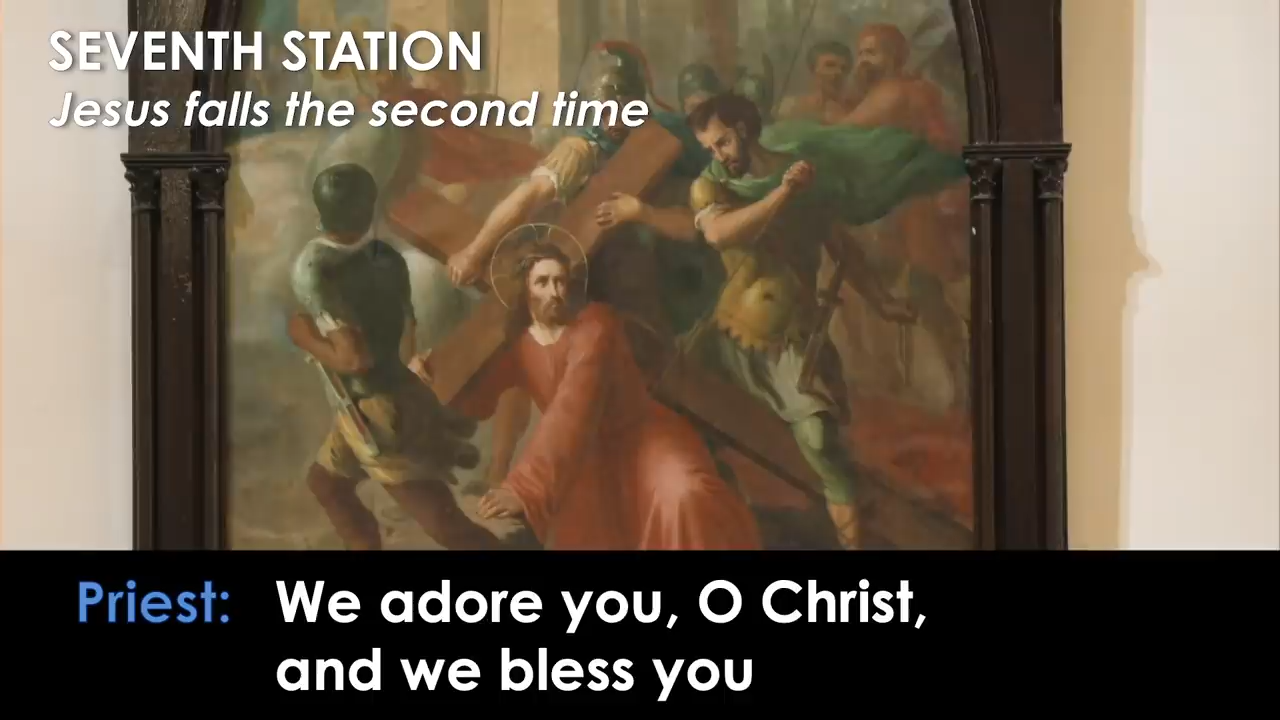 SEVENTH STATION
Jesus falls the second time
Priest: We adore you, O Christ,
and we bless you